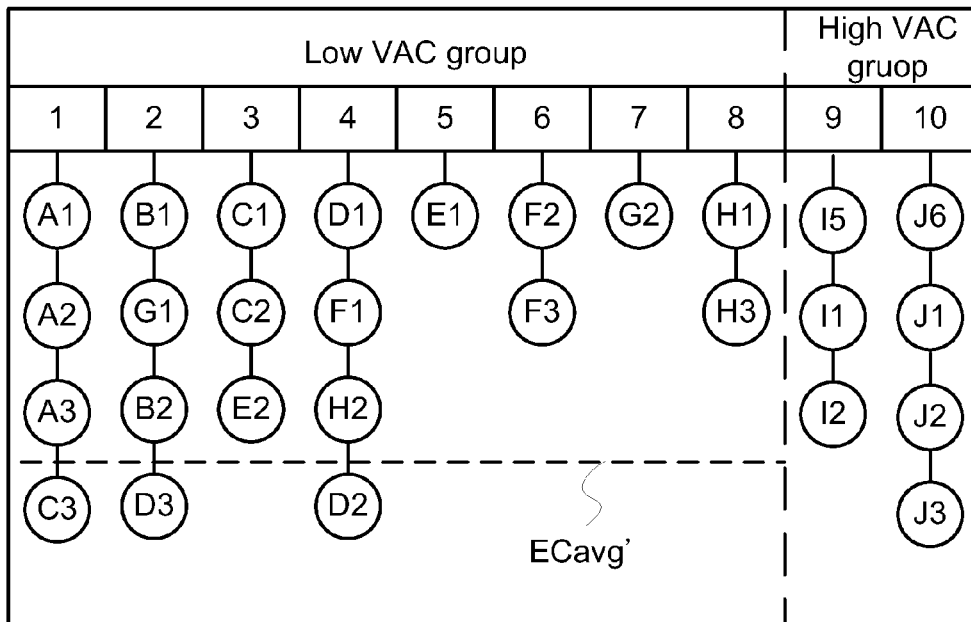 Low VAC group
High VAC
gruop
1 2 3 4 5 6 7 8 9 10
A1 B1 C1 D1 E1 F2 G2 H1 I5 J6
A2 G1 C2 F1 F3 H3 I1 J1
A3 B2 E2 H2 I2 J2
C3 D3 D2 J3
ECavg’